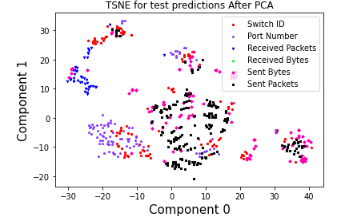 TSNE for test predictions After PCA
Switch ID
Port Number
Received Packets
Received Bytes
Sent Bytes
Sent Packets
Component 1
30
20
10
0
−10
−20
−30
−20
−10
0
10
20
30
40
Component 0